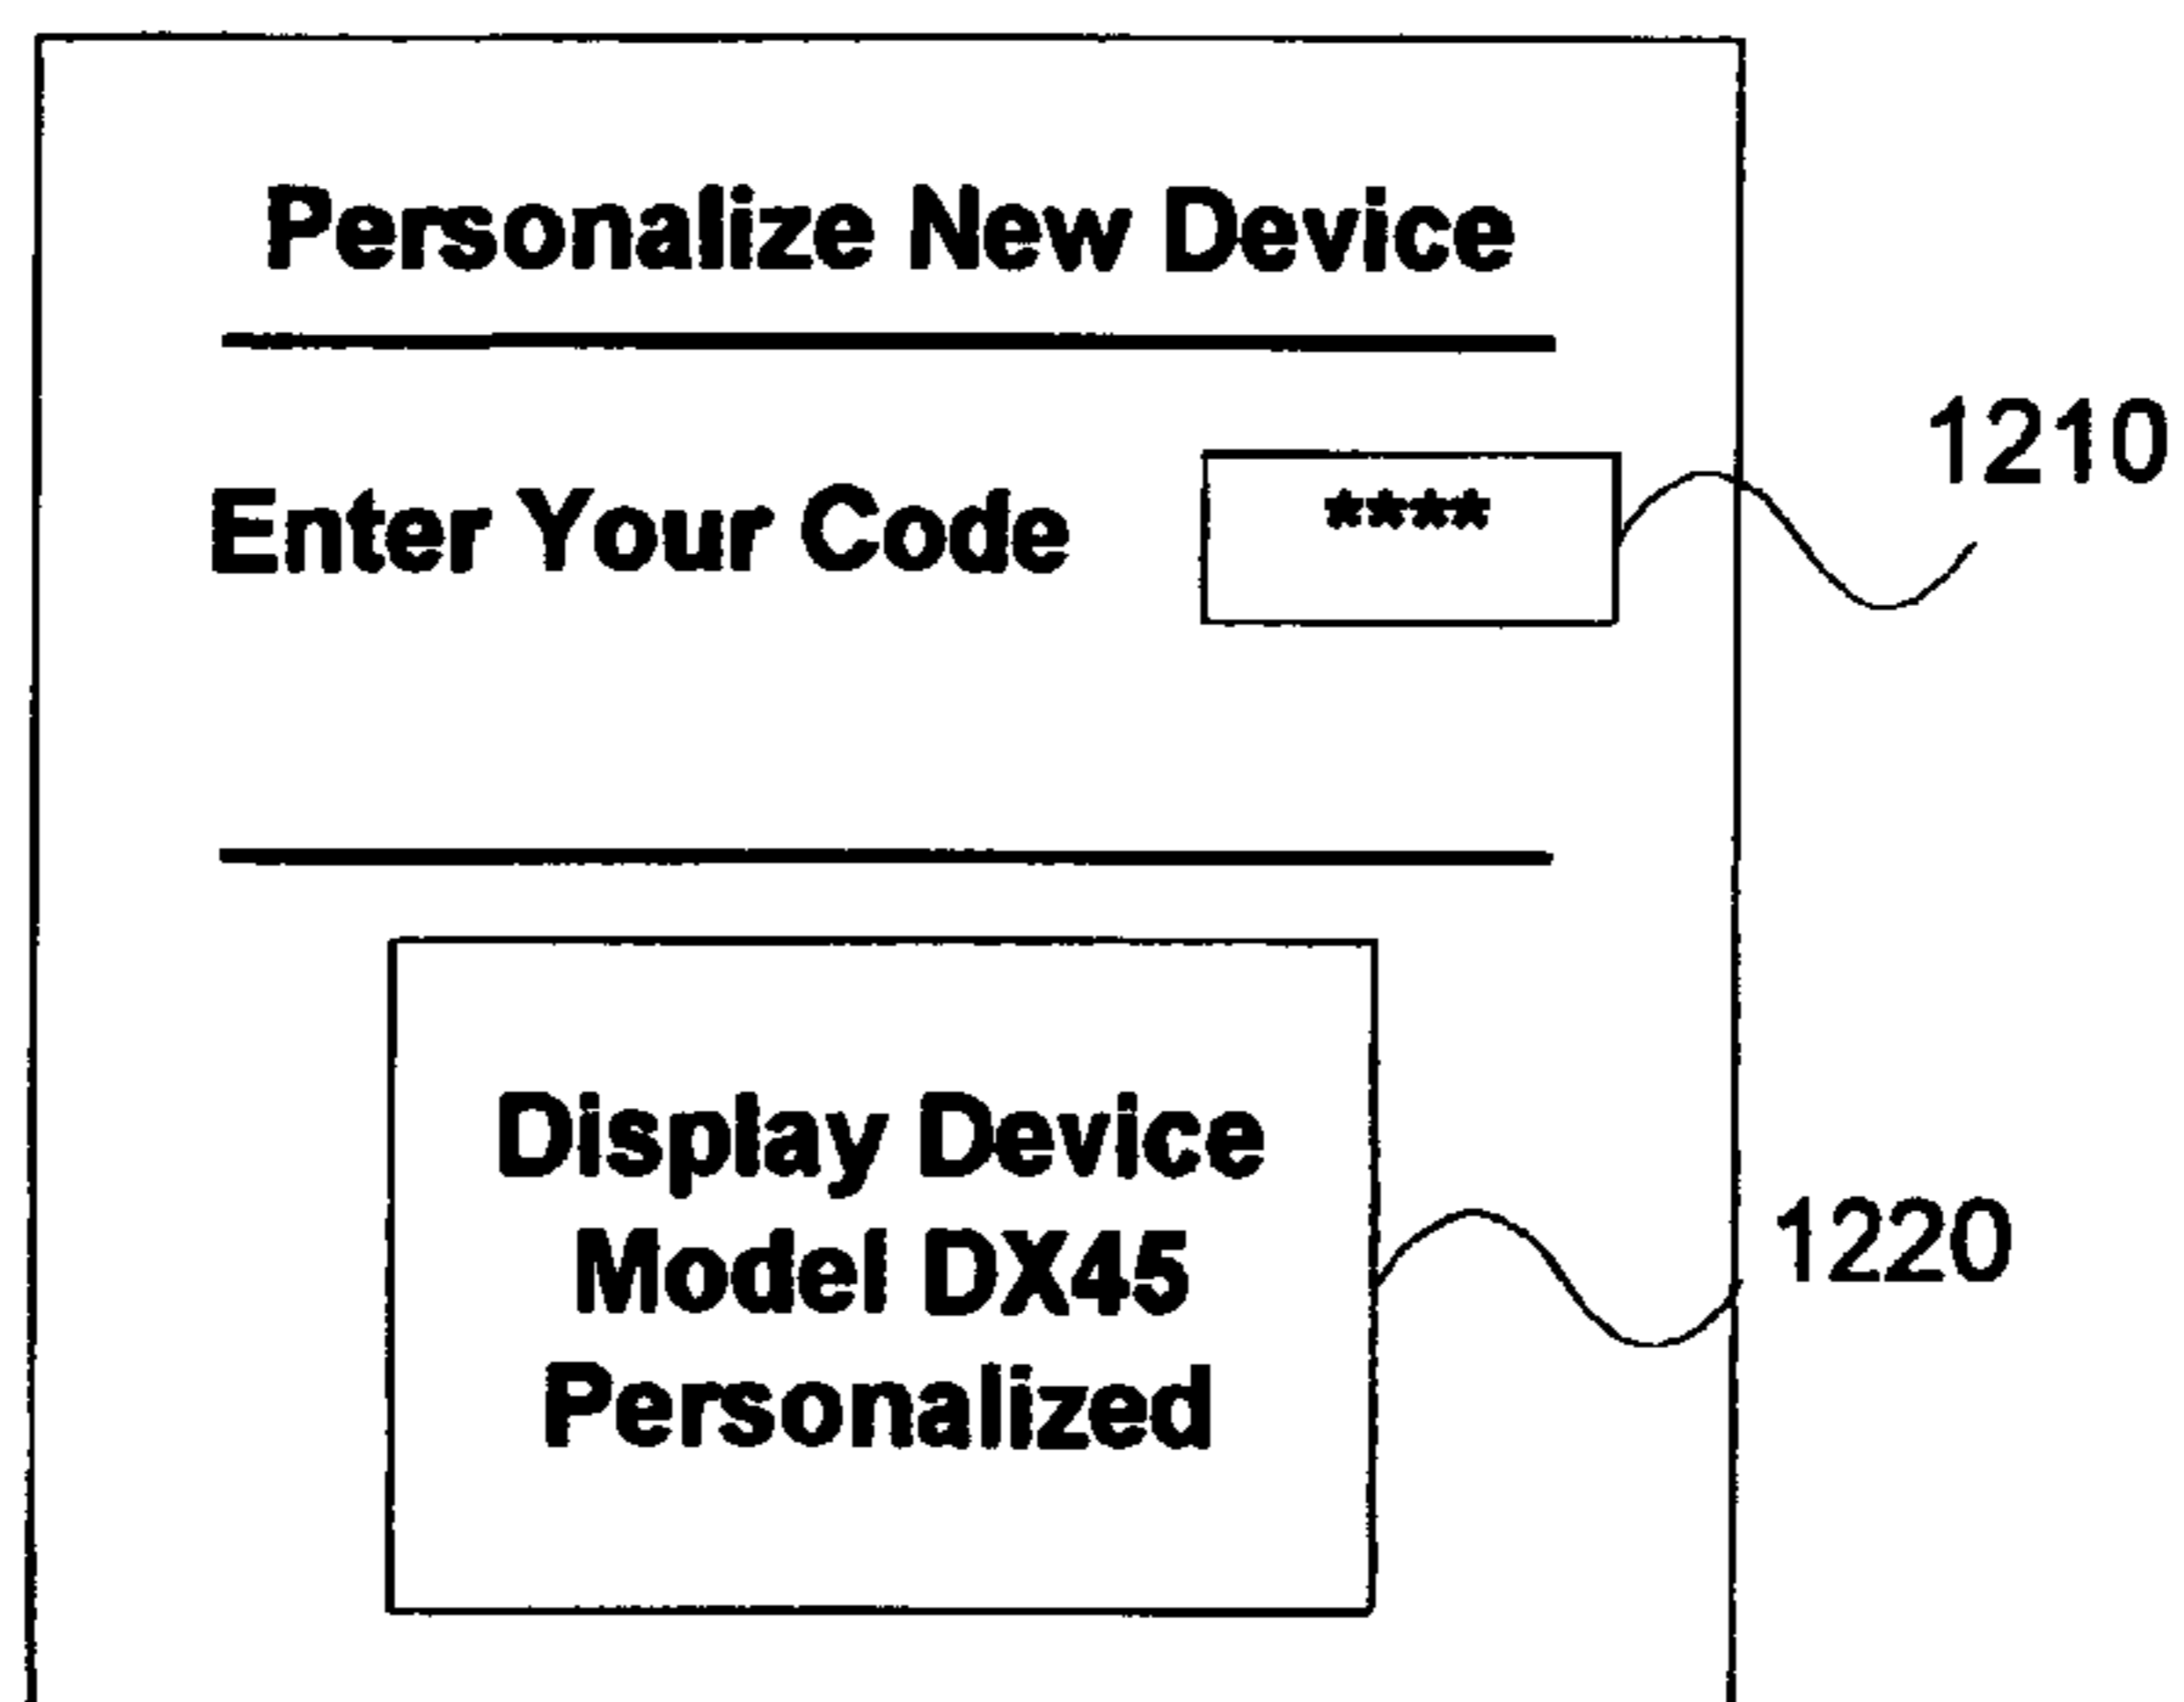 Personalize New Device
1210
Enter Your Code ****
Display Device
Model DX45
Personalized
1220